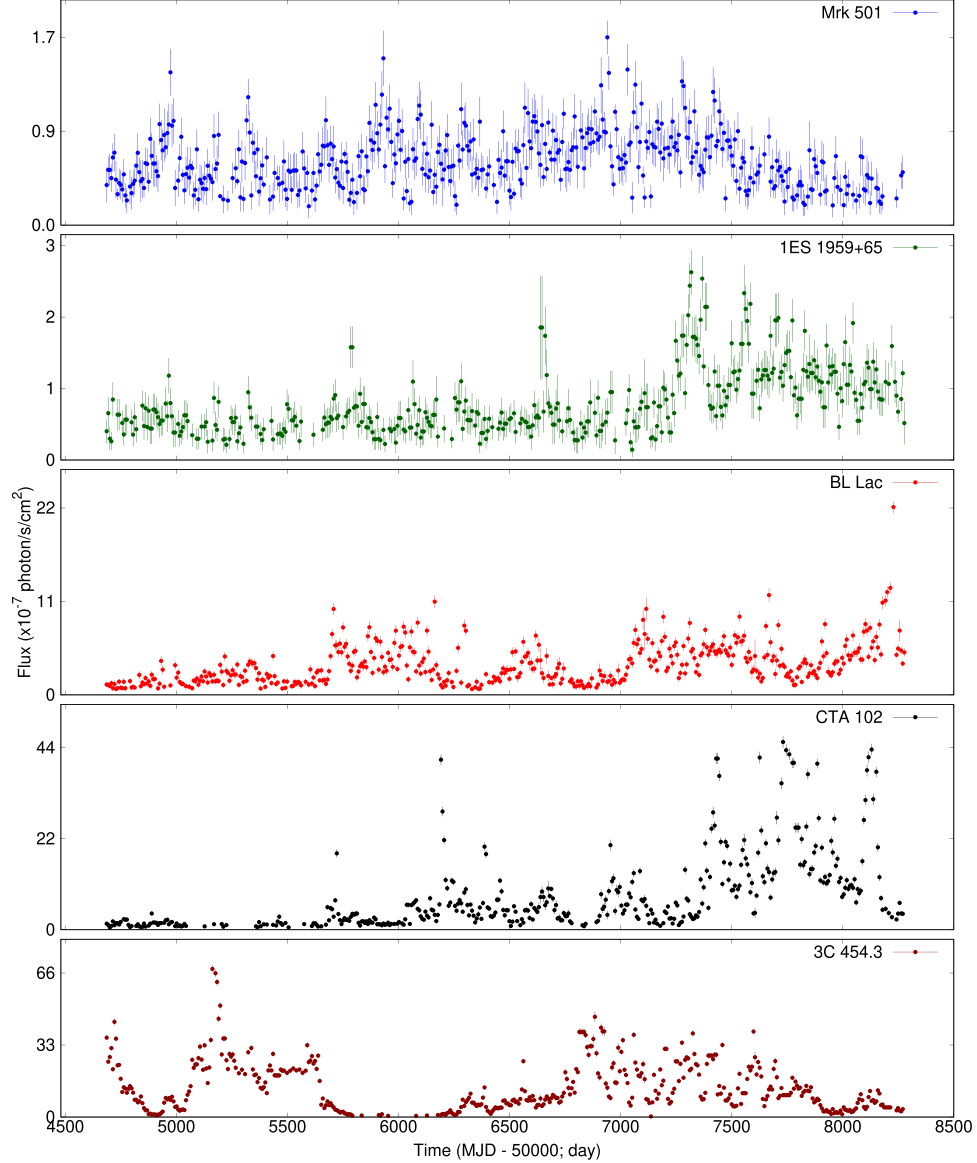 Mrk 501
1.7
0.9
0.0
1ES 1959+65
3
2
1
0
BL Lac
22
11
0
Flux (x10^-7 photon/s/cm^2)
CTA 102
44
22
0
3C 454.3
66
33
0
4500 5000 5500 6000 6500 7000 7500 8000 8500
Time (MJD - 50000; day)